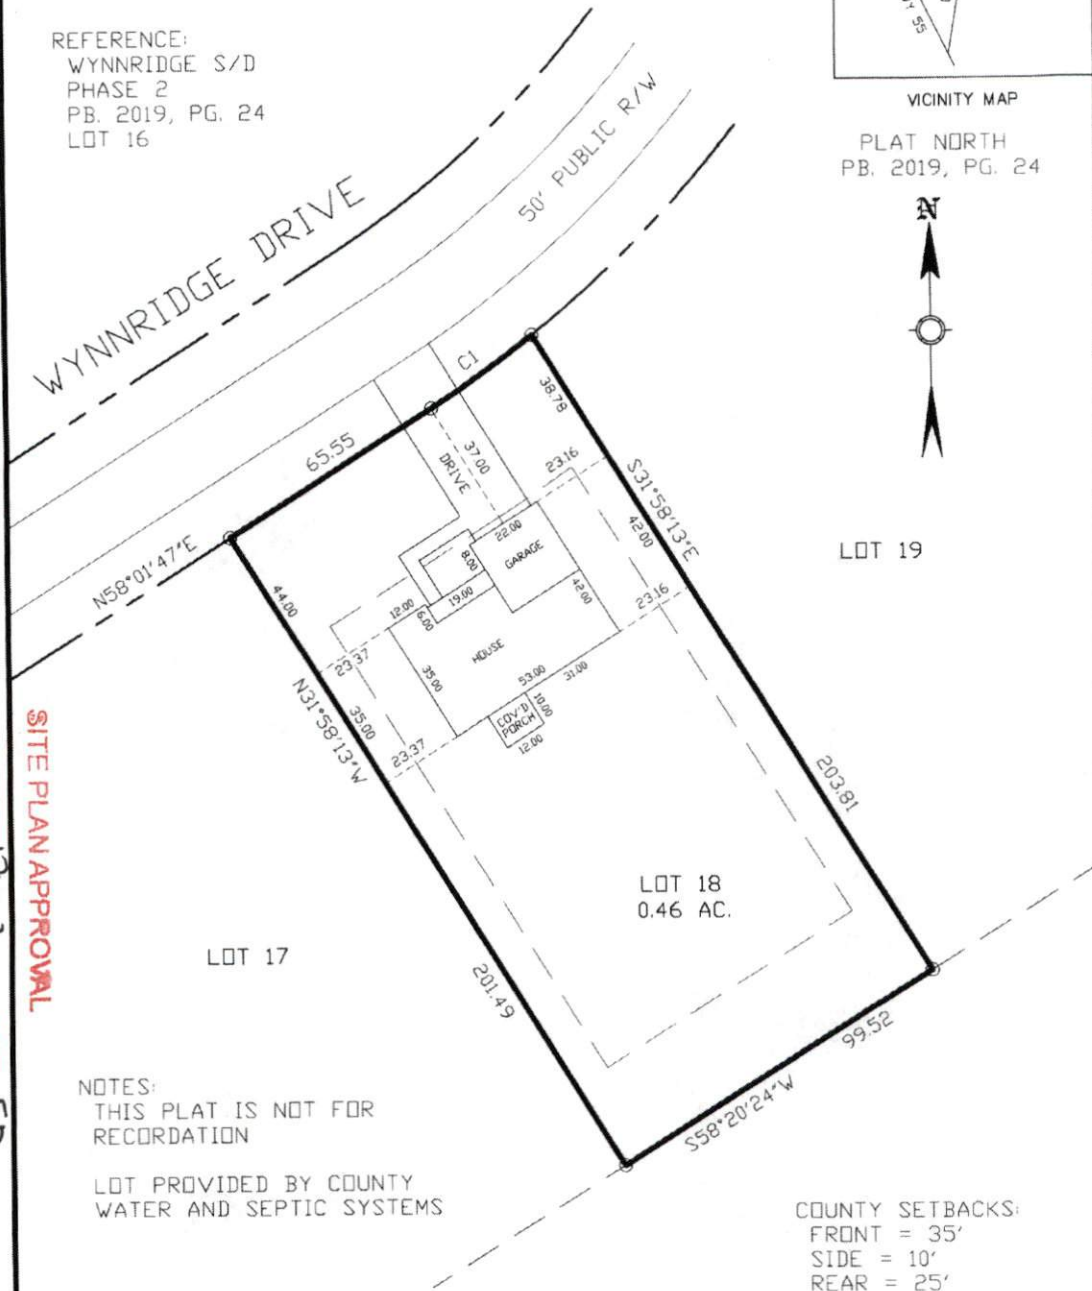 REFERENCE:
WYNNRIDGE S/D
PHASE 2
PB. 2019, PG. 24
LOT 16
55
VICINITY MAP
PLAT NORTH
PB. 2019, PG. 24
N
WYNNRIDGE DRIVE
50' PUBLIC R/W
C1
38.78
65.55
37.00
DRIVE
23.16
S31°58'13"E
42.00
22.00
GARAGE
8.00
N58°01'47"E
44.00
12.00
6.00
19.00
42.00
23.16
LOT 19
HOUSE
23.37
35.00
53.00
31.00
N31°58'13"W
35.00
COV'D
PORCH
10.00
12.00
23.37
SITE PLAN APPROVAL
203.81
LOT 18
0.46 AC.
LOT 17
201.49
99.52
S58°20'24"W
NOTES:
THIS PLAT IS NOT FOR
RECORDATION
LOT PROVIDED BY COUNTY
WATER AND SEPTIC SYSTEMS
COUNTY SETBACKS:
FRONT = 35'
SIDE = 10'
REAR = 25'